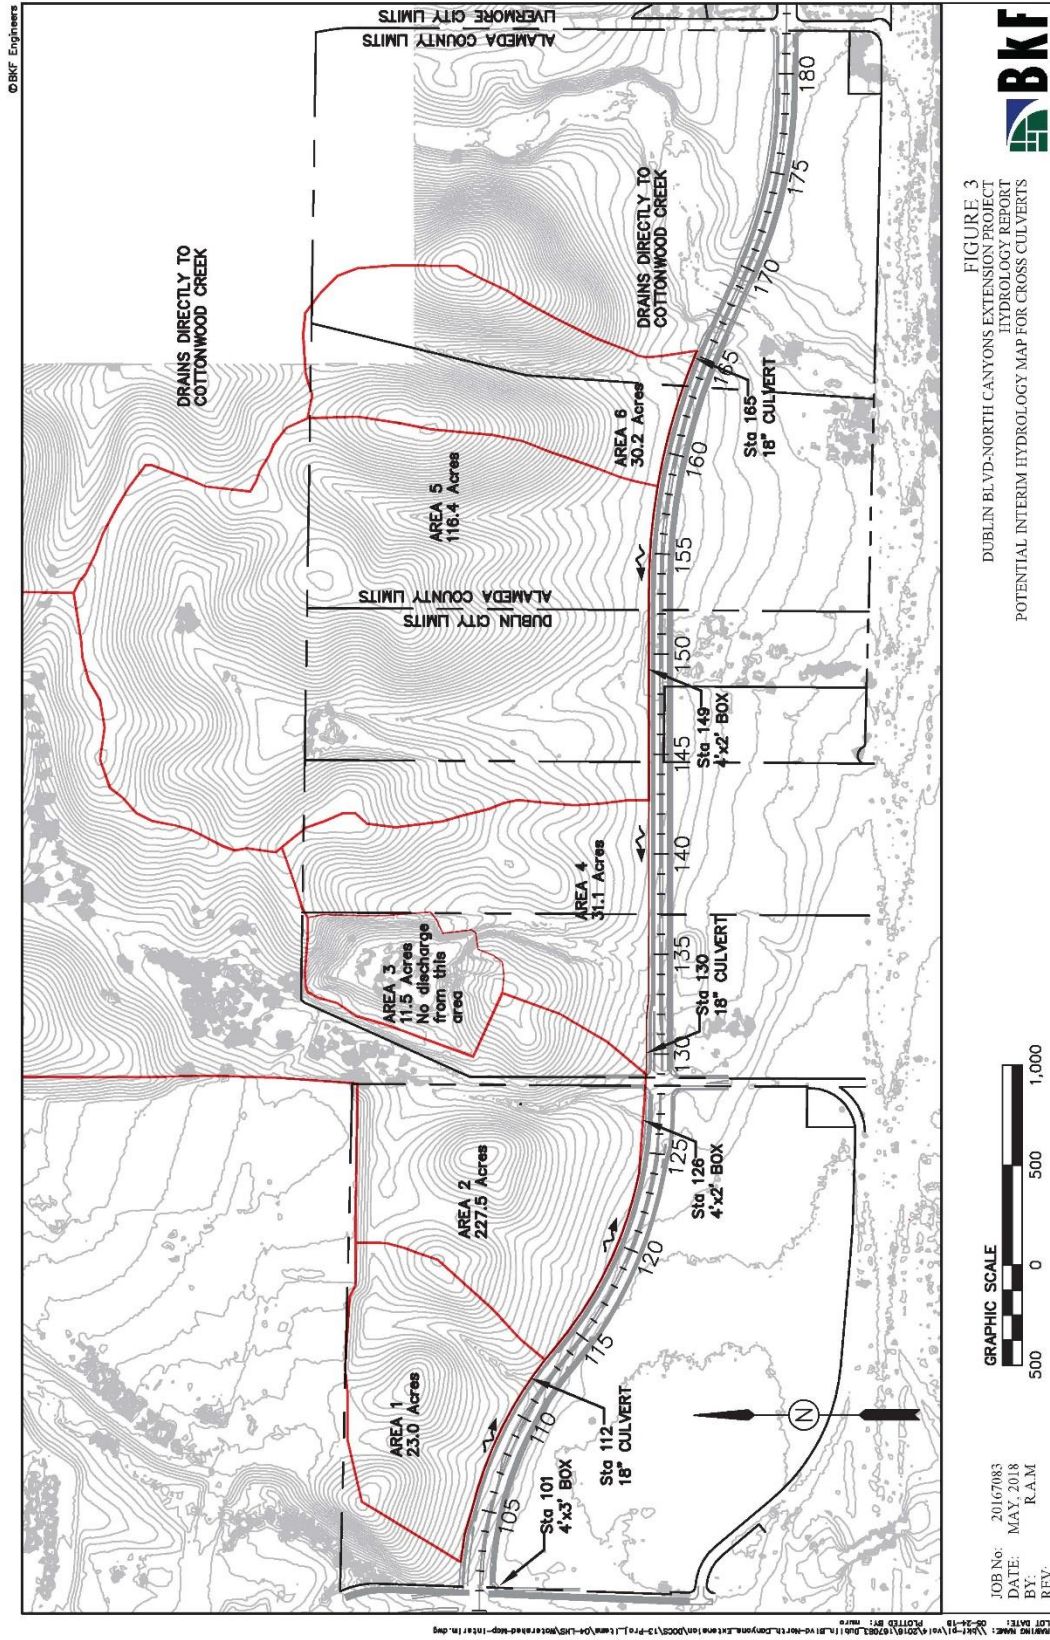 ©BKF Engineers
ALAMEDA COUNTY LIMITS
LIVERMORE CITY LIMITS
DRAINS DIRECTLY TO
COTTONWOOD CREEK
DRAINS DIRECTLY TO
COTTONWOOD CREEK
AREA 1
23.0 Acres
AREA 2
227.5 Acres
AREA 3
11.5 Acres
No discharge
from this
area
AREA 4
31.1 Acres
AREA 5
116.4 Acres
AREA 6
30.2 Acres
DUBLIN CITY LIMITS
ALAMEDA COUNTY LIMITS
105
110
115
120
125
130
135
140
145
150
155
160
165
170
175
180
Sta 101
4'x3' BOX
Sta 112
18" CULVERT
Sta 126
4'x2' BOX
Sta 130
18" CULVERT
Sta 149
4'x2' BOX
Sta 165
18" CULVERT
N
GRAPHIC SCALE
500 0 500 1,000
JOB No: 20167083
DATE: MAY, 2018
BY: R.A.M
REV:
FIGURE 3
DUBLIN BLVD-NORTH CANYONS EXTENSION PROJECT
HYDROLOGY REPORT
POTENTIAL INTERIM HYDROLOGY MAP FOR CROSS CULVERTS
BKF